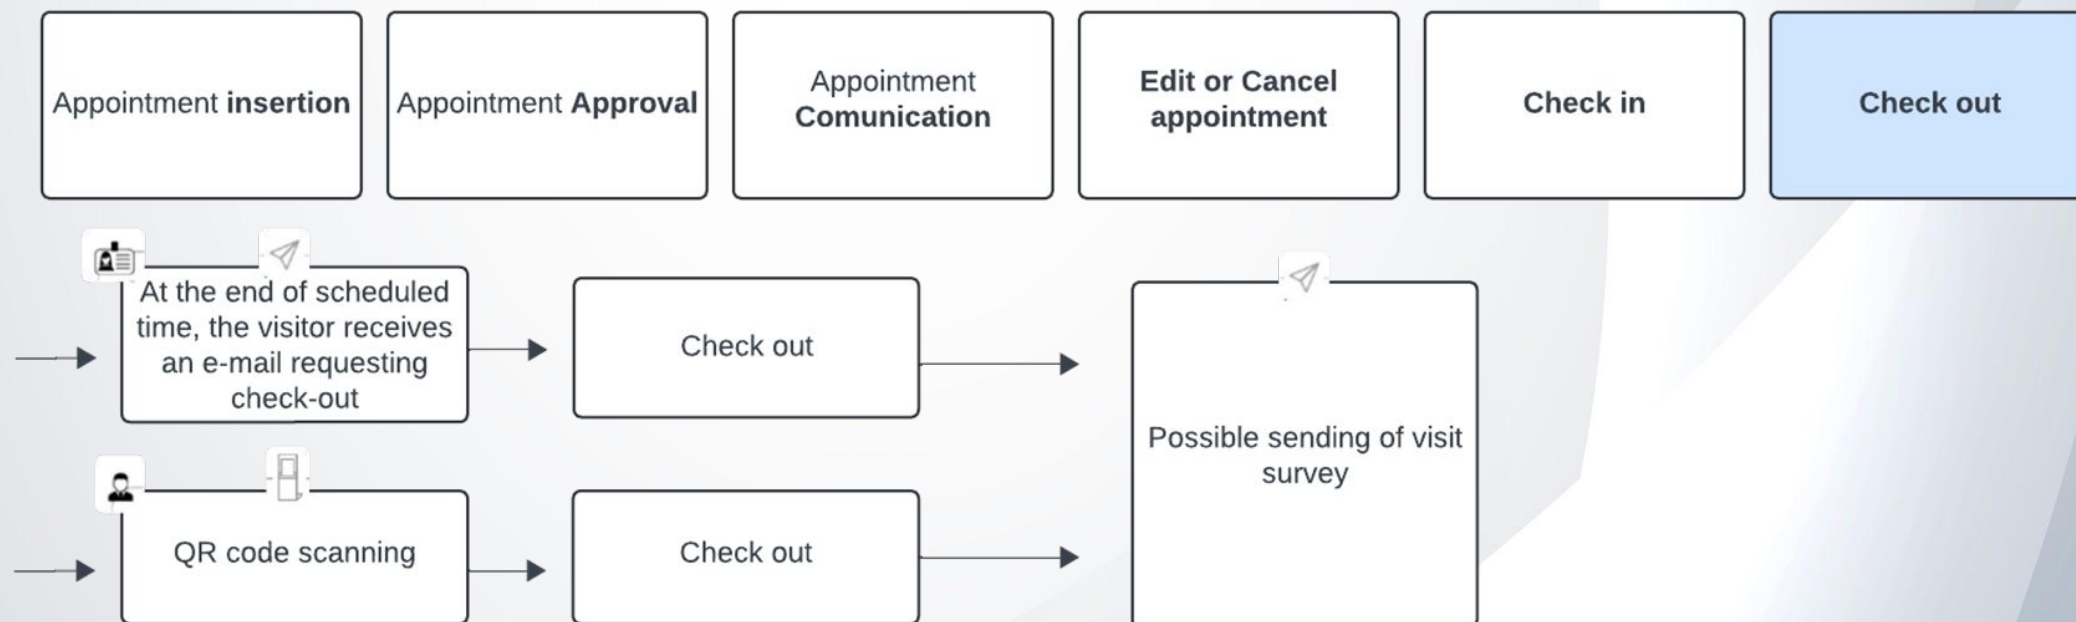 Appointment insertion
Appointment Approval
Appointment
Comunication
Edit or Cancel
appointment
Check in
Check out
At the end of scheduled
time, the visitor receives
an e-mail requesting
check-out
Check out
Possible sending of visit
survey
QR code scanning
Check out